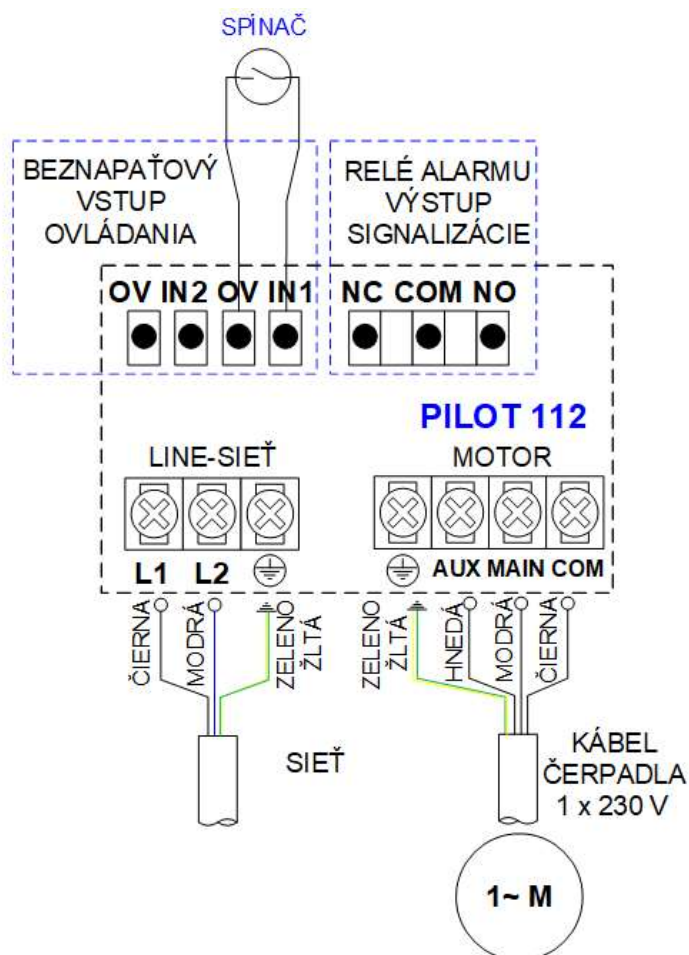 SPÍNAČ
BEZNAPAŤOVÝ
VSTUP
OVLÁDANIA
RELÉ ALARMU
VÝSTUP
SIGNALIZÁCIE
OV IN2 OV IN1
NC COM NO
PILOT 112
LINE-SIEŤ
MOTOR
L1 L2
AUX MAIN COM
ČIERNA
MODRÁ
ZELENO
ŽLTÁ
ZELENO
ŽLTÁ
HNEDÁ
MODRÁ
ČIERNA
SIEŤ
KÁBEL
ČERPADLA
1 x 230 V
1~ M